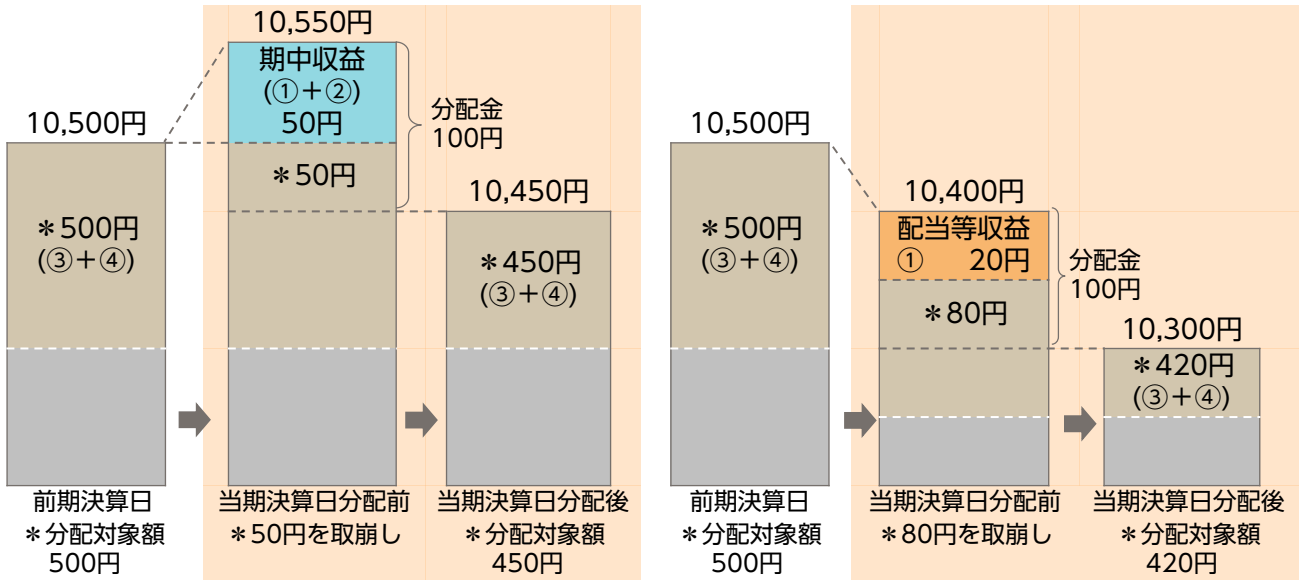 10,500円
＊500円
(③＋④)
前期決算日
＊分配対象額
500円
10,550円
期中収益
(①＋②)
50円
＊50円
分配金
100円
当期決算日分配前
＊50円を取崩し
10,450円
＊450円
(③＋④)
当期決算日分配後
＊分配対象額
450円
10,500円
＊500円
(③＋④)
前期決算日
＊分配対象額
500円
10,400円
配当等収益
① 20円
＊80円
分配金
100円
当期決算日分配前
＊80円を取崩し
10,300円
＊420円
(③＋④)
当期決算日分配後
＊分配対象額
420円